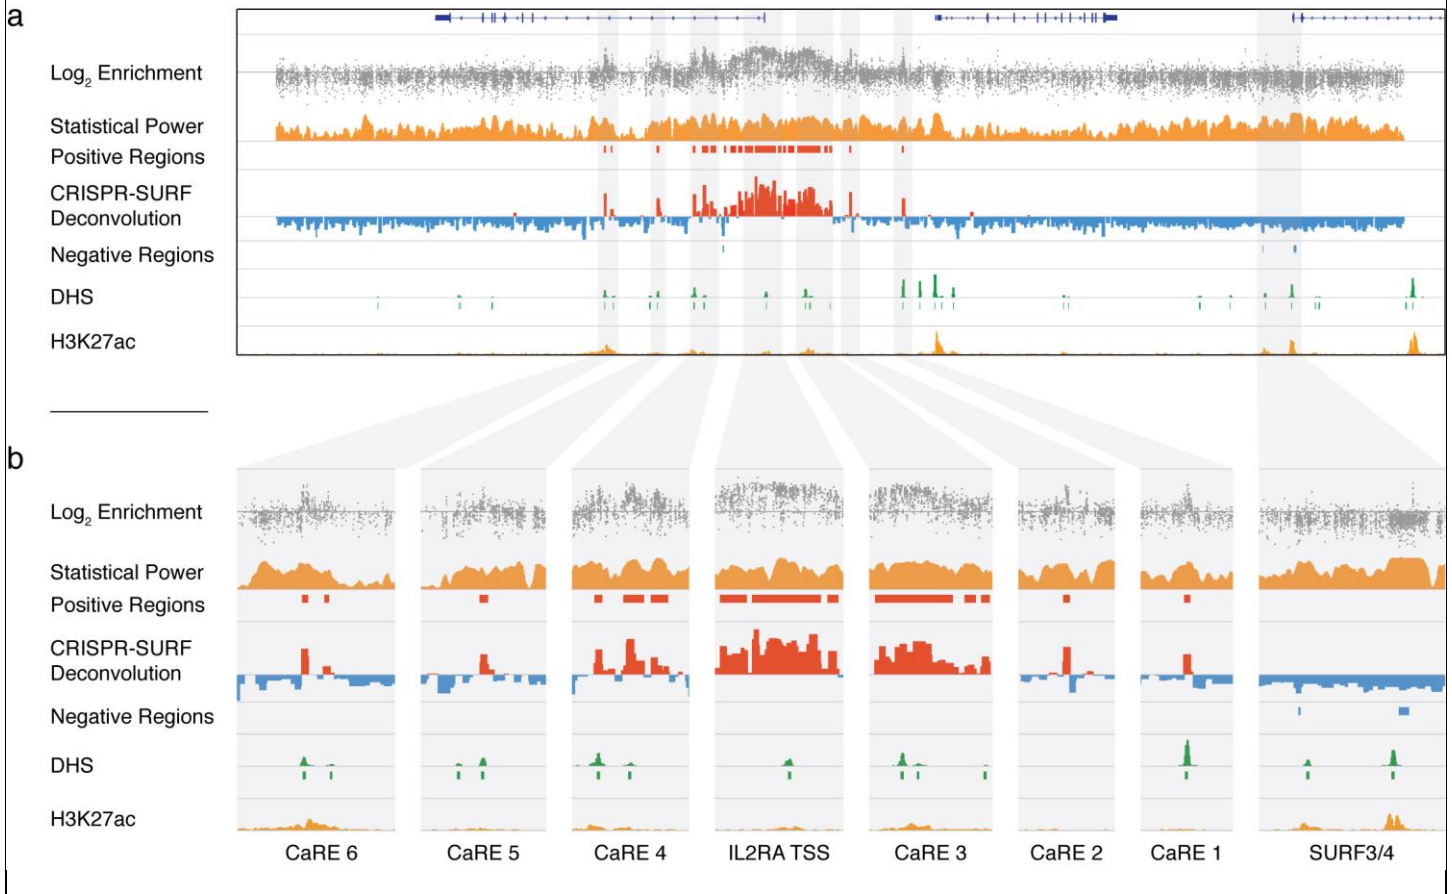 a
Log2 Enrichment
Statistical Power
Positive Regions
CRISPR-SURF
Deconvolution
Negative Regions
DHS
H3K27ac
b
Log2 Enrichment
Statistical Power
Positive Regions
CRISPR-SURF
Deconvolution
Negative Regions
DHS
H3K27ac
CaRE 6 CaRE 5 CaRE 4 IL2RA TSS CaRE 3 CaRE 2 CaRE 1 SURF3/4